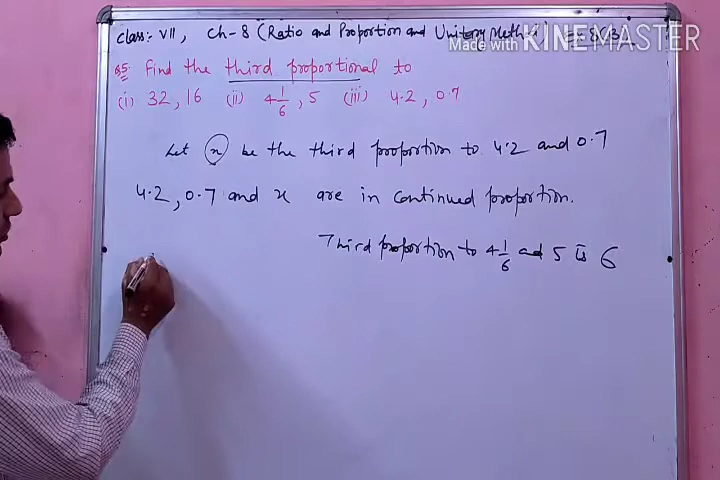 Class:- VII, Ch-8 (Ratio and Proportion and Unitary Method)
Made with KINEMASTER
Q5. Find the third proportional to
(i) 32, 16 (ii) 4 1/6, 5 (iii) 4.2, 0.7
Let x be the third proportion to 4.2 and 0.7
4.2, 0.7 and x are in continued proportion.
Third proportion to 4 1/6 and 5 is 6